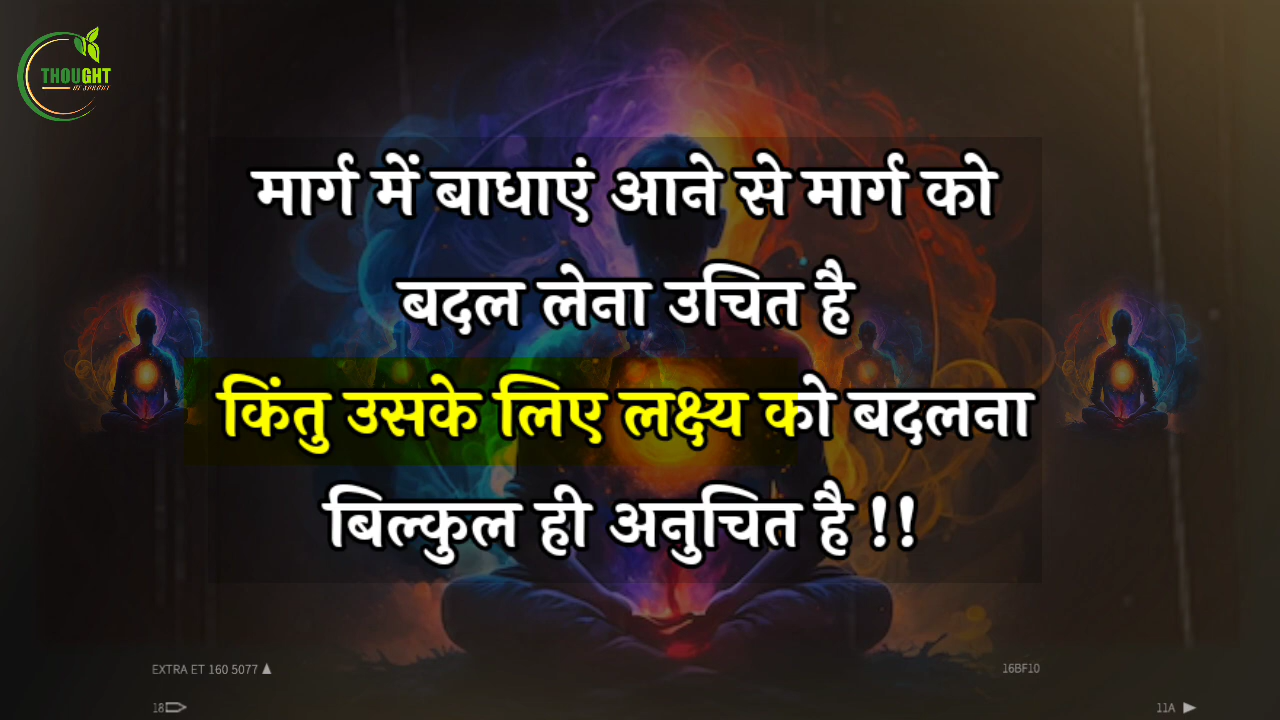 THOUGHT
मार्ग में बाधाएं आने से मार्ग को
बदल लेना उचित है
किंतु उसके लिए लक्ष्य को बदलना
बिल्कुल ही अनुचित है !!
EXTRA ET 160 5077 ▲
16BF10
18
11A ▶